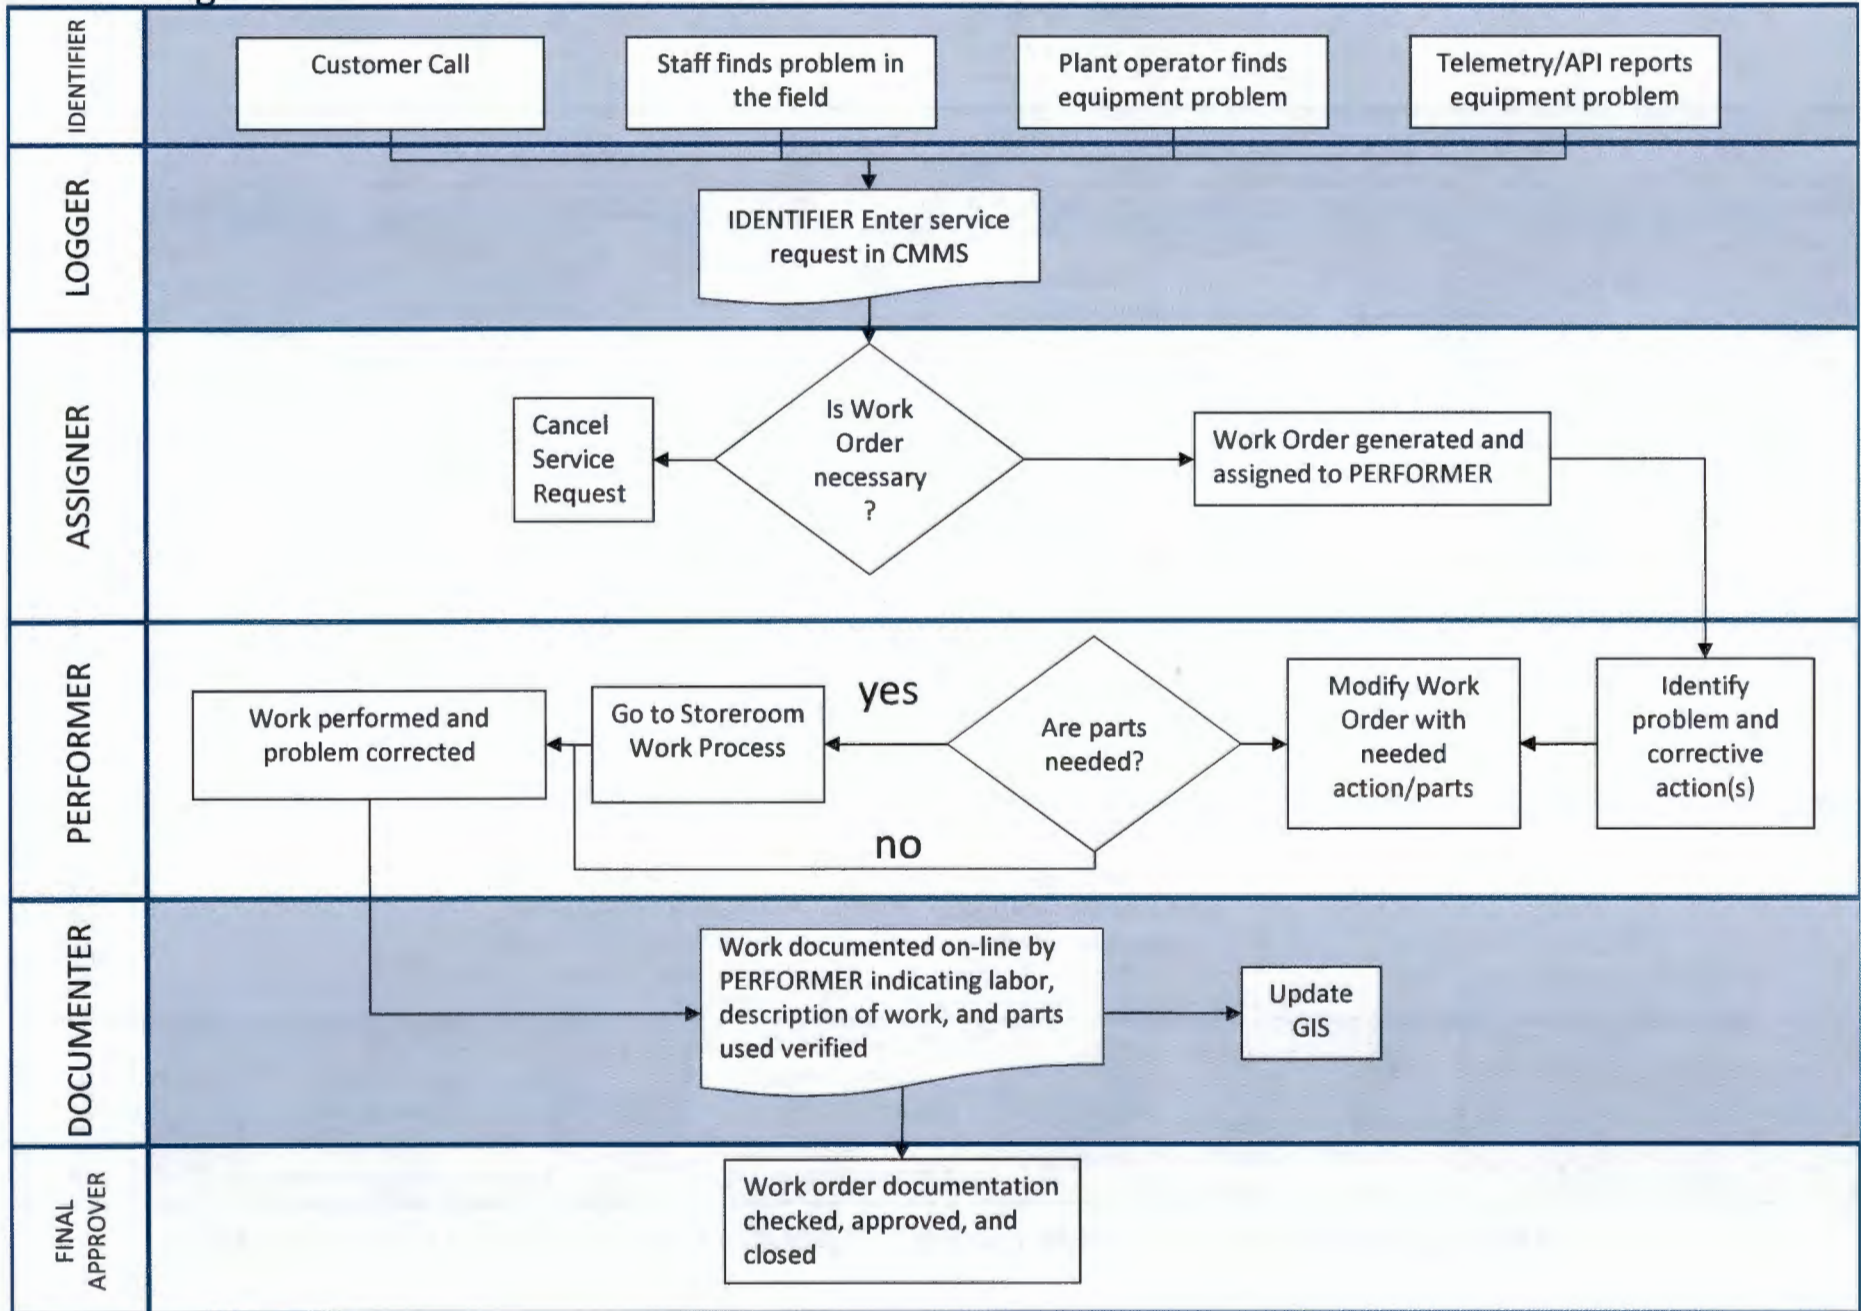 IDENTIFIER
Customer Call
Staff finds problem in
the field
Plant operator finds
equipment problem
Telemetry/API reports
equipment problem
LOGGER
IDENTIFIER Enter service
request in CMMS
ASSIGNER
Cancel
Service
Request
Is Work
Order
necessary
?
Work Order generated and
assigned to PERFORMER
PERFORMER
Work performed and
problem corrected
Go to Storeroom
Work Process
yes
no
Are parts
needed?
Modify Work
Order with
needed
action/parts
Identify
problem and
corrective
action(s)
DOCUMENTER
Work documented on-line by
PERFORMER indicating labor,
description of work, and parts
used verified
Update
GIS
FINAL
APPROVER
Work order documentation
checked, approved, and
closed